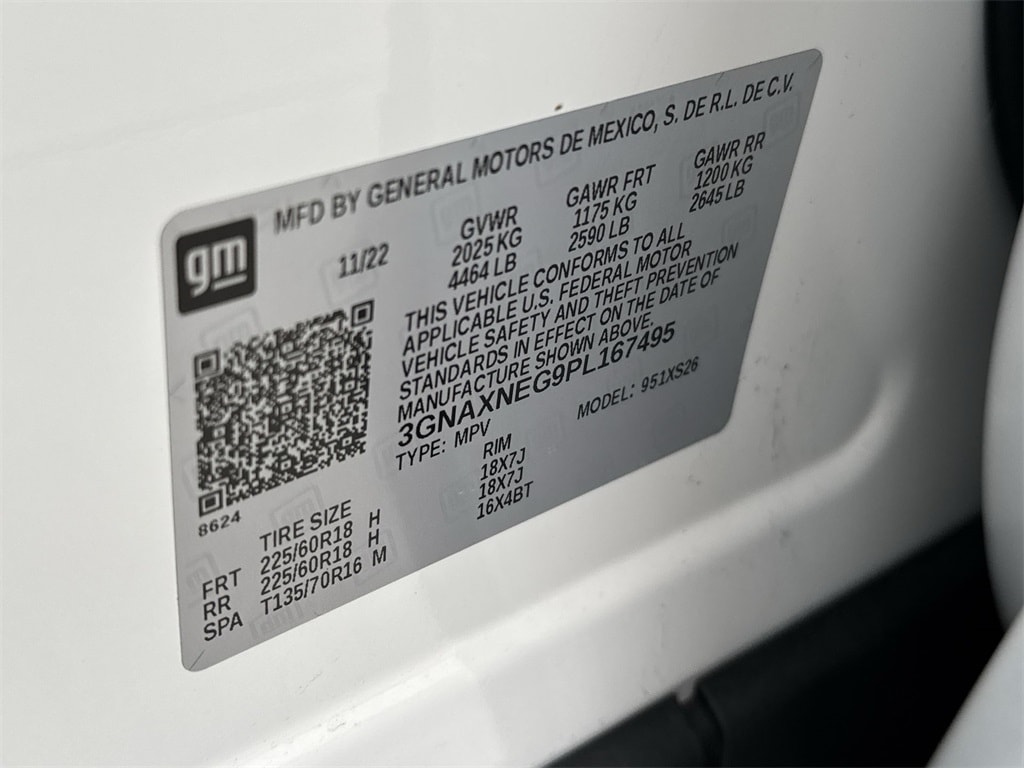 gm
MFD BY GENERAL MOTORS DE MEXICO, S. DE R.L. DE C.V.
11/22
GVWR
2025 KG
4464 LB
GAWR FRT
1175 KG
2590 LB
GAWR RR
1200 KG
2645 LB
THIS VEHICLE CONFORMS TO ALL
APPLICABLE U.S. FEDERAL MOTOR
VEHICLE SAFETY AND THEFT PREVENTION
STANDARDS IN EFFECT ON THE DATE OF
MANUFACTURE SHOWN ABOVE.
3GNAXNEG9PL167495
TYPE: MPV
MODEL: 951XS26
8624
TIRE SIZE RIM
FRT 225/60R18 H 18X7J
RR 225/60R18 H 18X7J
SPA T135/70R16 M 16X4BT